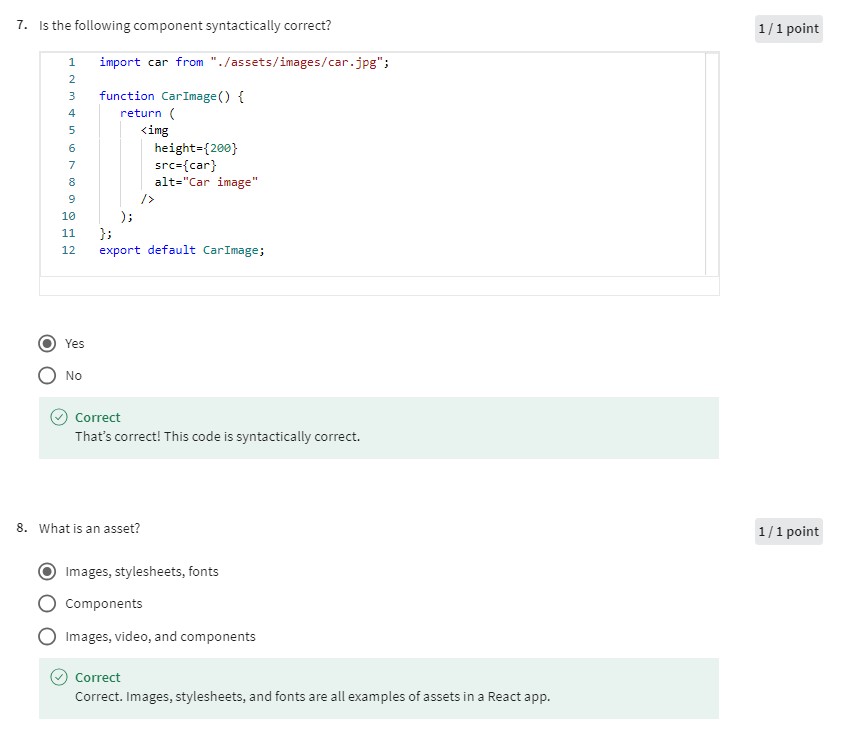 7. Is the following component syntactically correct?
1 / 1 point
1 import car from "./assets/images/car.jpg";
2
3 function CarImage() {
4 return (
5 <img
6 height={200}
7 src={car}
8 alt="Car image"
9 />
10 );
11 };
12 export default CarImage;
Yes
No
Correct
That's correct! This code is syntactically correct.
8. What is an asset?
1 / 1 point
Images, stylesheets, fonts
Components
Images, video, and components
Correct
Correct. Images, stylesheets, and fonts are all examples of assets in a React app.